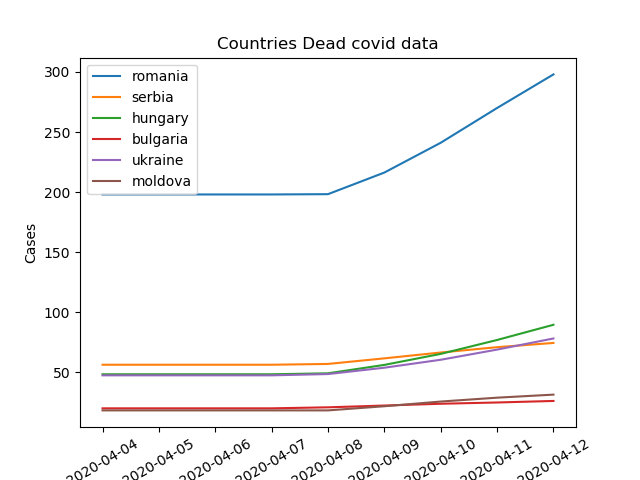 Countries Dead covid data
romania
serbia
hungary
bulgaria
ukraine
moldova
Cases
300
250
200
150
100
50
2020-04-04
2020-04-05
2020-04-06
2020-04-07
2020-04-08
2020-04-09
2020-04-10
2020-04-11
2020-04-12